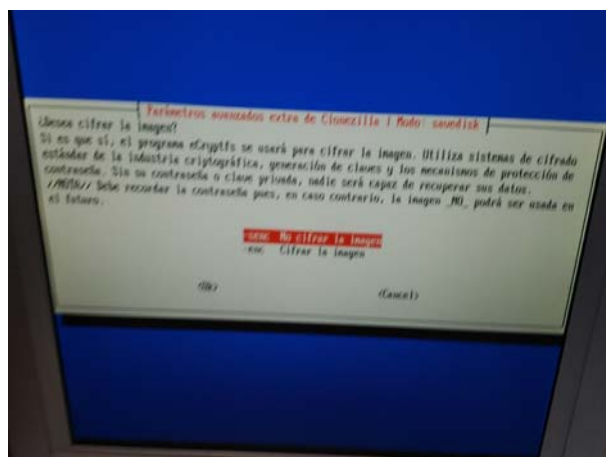 Parámetros avanzados extra de Clonezilla | Modo: savedisk
¿Desea cifrar la imagen?
Si es que sí, el programa eCryptfs se usará para cifrar la imagen. Utiliza sistemas de cifrado
estándar de la industria criptográfica, generación de claves y los mecanismos de protección de
contraseña. Sin su contraseña o clave privada, nadie será capaz de recuperar sus datos.
//NOTA// Debe recordar la contraseña pues, en caso contrario, la imagen _NO_ podrá ser usada en
el futuro.
-senc No cifrar la imagen
-enc Cifrar la imagen
<Ok> <Cancel>